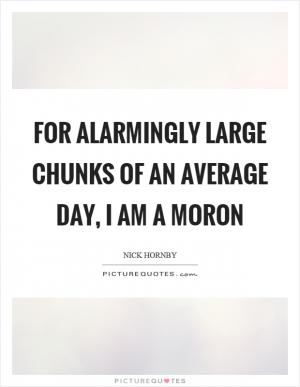 FOR ALARMINGLY LARGE
CHUNKS OF AN AVERAGE
DAY, I AM A MORON
NICK HORNBY
PICTUREQUOTES.com
PICTUREQUOTES